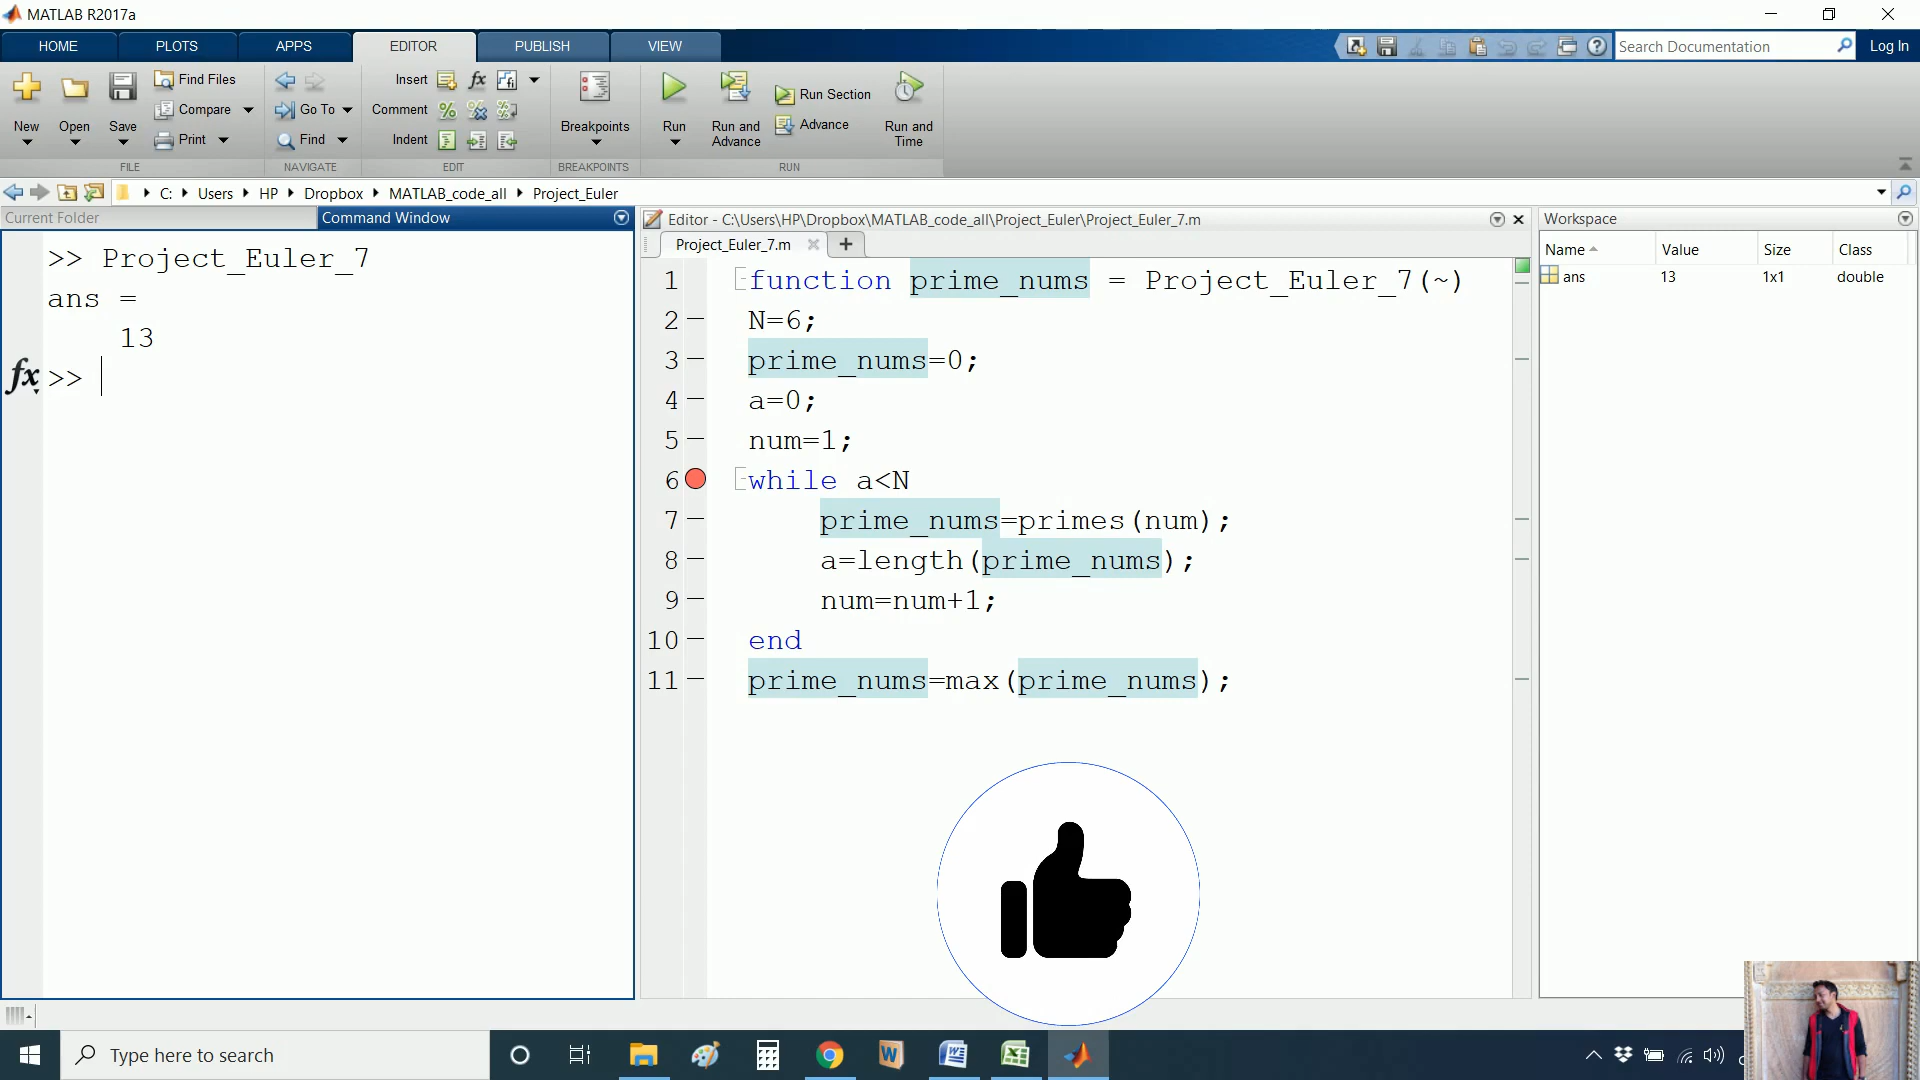 MATLAB R2017a
HOME PLOTS APPS EDITOR PUBLISH VIEW
Search Documentation Log In
New Open Save
Find Files
Compare
Print
Go To
Find
Insert
Comment
Indent
Breakpoints
Run
Run and Advance
Run Section
Advance
Run and Time
FILE NAVIGATE EDIT BREAKPOINTS RUN
C: Users HP Dropbox MATLAB_code_all Project_Euler
Current Folder
Command Window
>> Project_Euler_7
ans =
13
fx >>
Editor - C:\Users\HP\Dropbox\MATLAB_code_all\Project_Euler\Project_Euler_7.m
Project_Euler_7.m
1 function prime_nums = Project_Euler_7(~)
2 N=6;
3 prime_nums=0;
4 a=0;
5 num=1;
6 while a<N
7 prime_nums=primes(num);
8 a=length(prime_nums);
9 num=num+1;
10 end
11 prime_nums=max(prime_nums);
Workspace
Name Value Size Class
ans 13 1x1 double
Type here to search